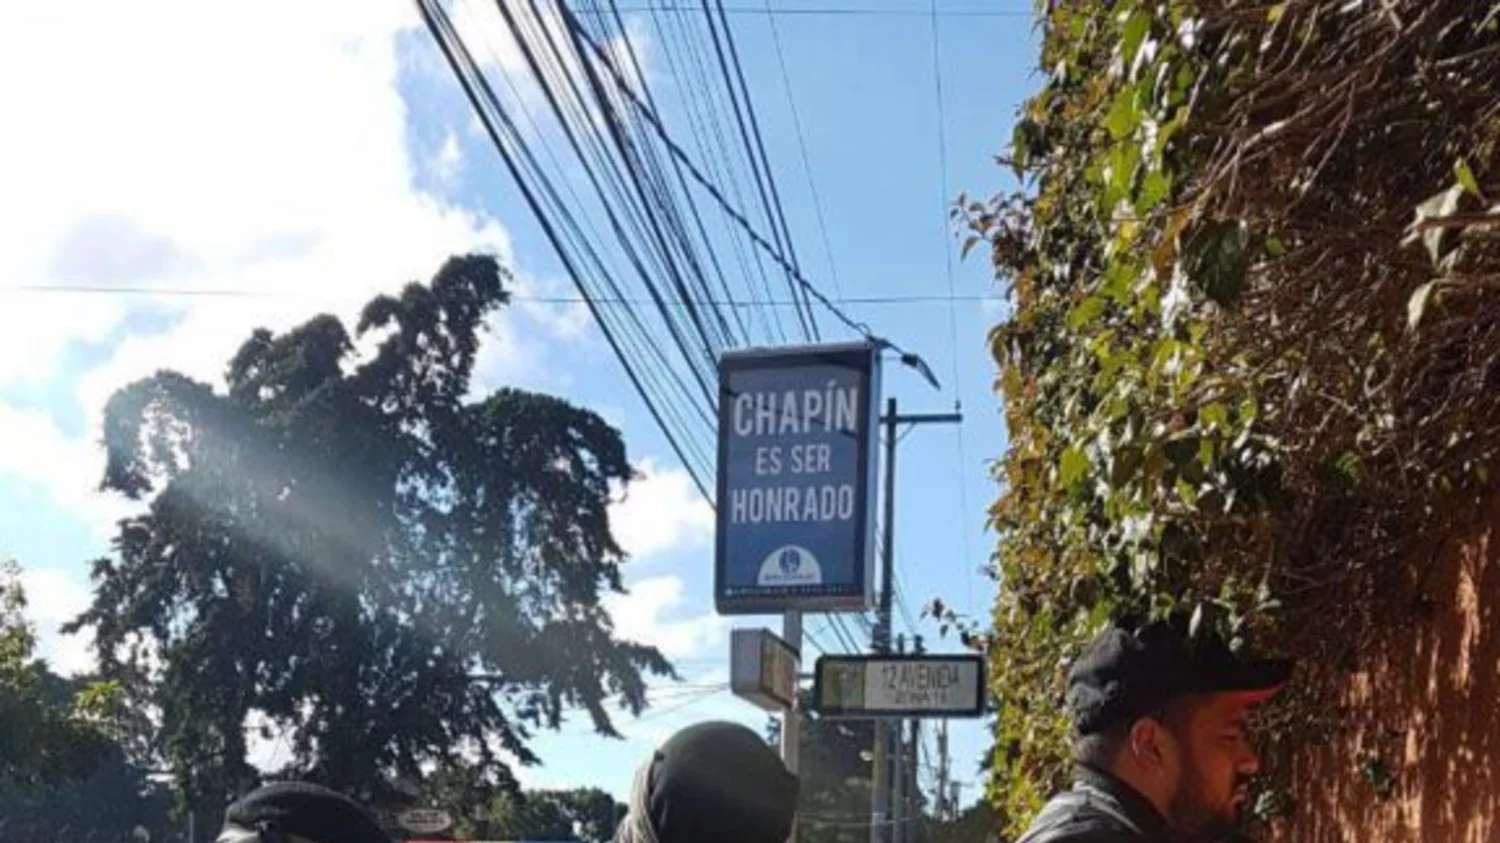 CHAPÍN
ES SER
HONRADO
12 AVENIDA